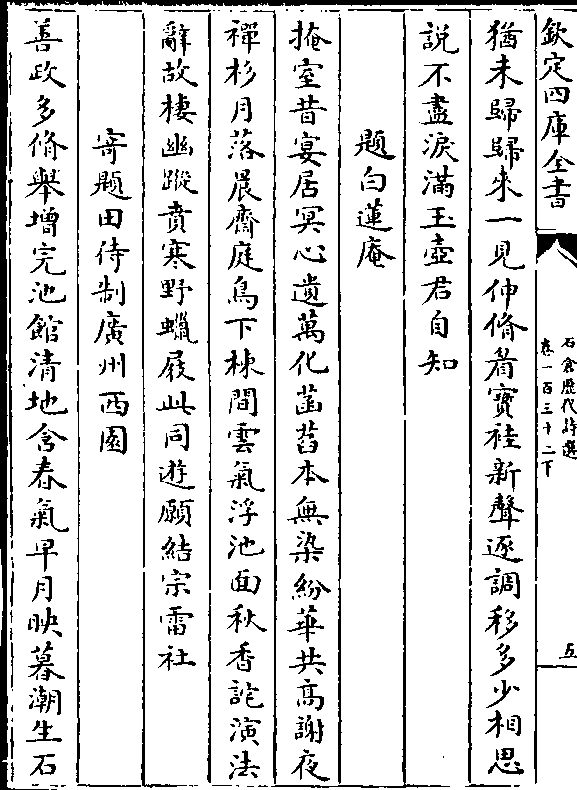 欽定四庫全書
石倉歷代詩選
卷一百三十二下
五
猶未歸歸來一見伸脩眉寶柱新聲逐調移多少相思
說不盡淚滿玉壺君自知
題白蓮庵
掩室昔宴居冥心遺萬化菡萏本無染紛華共高謝夜
禪杉月落晨齋庭鳥下棟間雲氣浮池面秋香詑演法
辭故棲幽蹤賁寒野蠟屐此同遊願結宗雷社
寄題田侍制廣州西園
善政多脩舉增完池館清地含春氣早月映暮潮生石